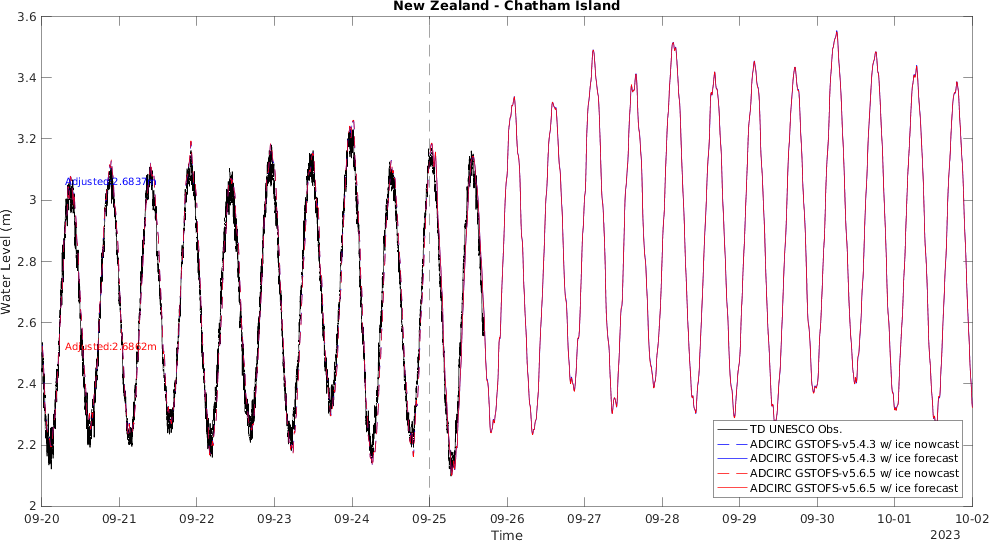 New Zealand - Chatham Island
3.6
3.4
3.2
3
2.8
2.6
2.4
2.2
2
Water Level (m)
Adjusted:2.6837m
Adjusted:2.6862m
TD UNESCO Obs.
ADCIRC GSTOFS-v5.4.3 w/ ice nowcast
ADCIRC GSTOFS-v5.4.3 w/ ice forecast
ADCIRC GSTOFS-v5.6.5 w/ ice nowcast
ADCIRC GSTOFS-v5.6.5 w/ ice forecast
09-20 09-21 09-22 09-23 09-24 09-25 09-26 09-27 09-28 09-29 09-30 10-01 10-02
Time
2023